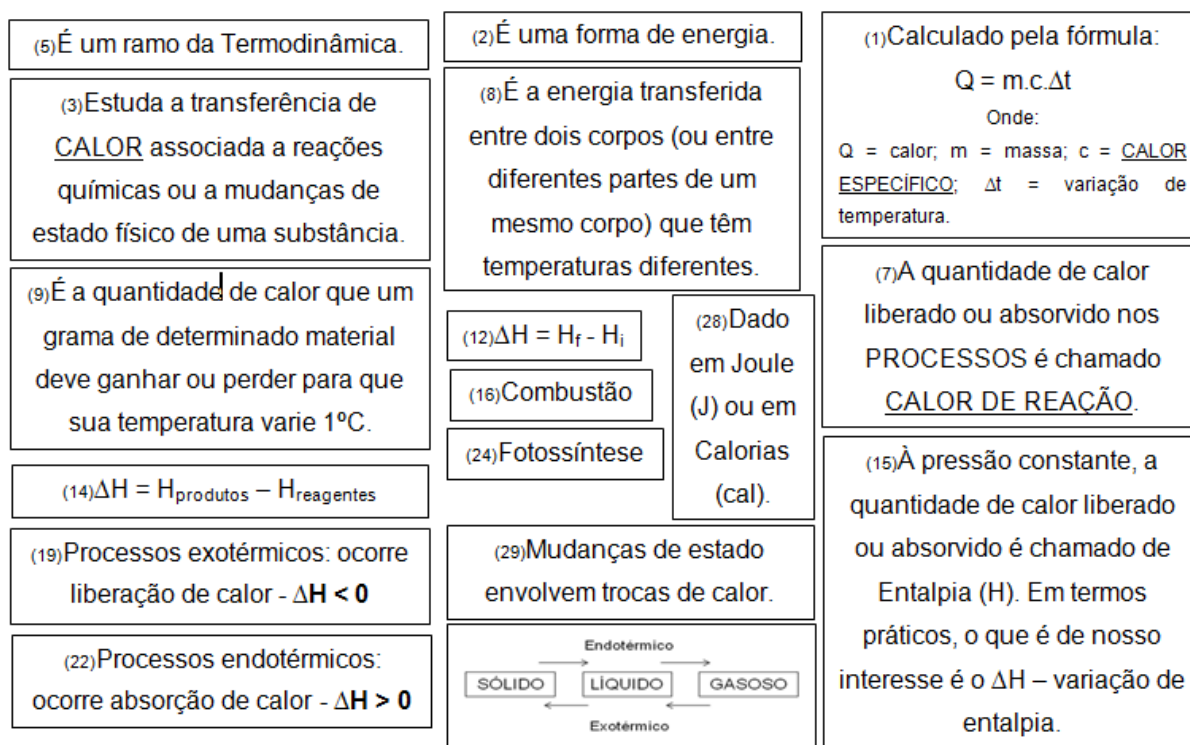 (5)É um ramo da Termodinâmica.
(3)Estuda a transferência de
CALOR associada a reações
químicas ou a mudanças de
estado físico de uma substância.
(9)É a quantidade de calor que um
grama de determinado material
deve ganhar ou perder para que
sua temperatura varie 1ºC.
(14)ΔH = Hprodutos – Hreagentes
(19)Processos exotérmicos: ocorre
liberação de calor - ΔH < 0
(22)Processos endotérmicos:
ocorre absorção de calor - ΔH > 0
(2)É uma forma de energia.
(8)É a energia transferida
entre dois corpos (ou entre
diferentes partes de um
mesmo corpo) que têm
temperaturas diferentes.
(12)ΔH = Hf - Hi
(16)Combustão
(24)Fotossíntese
(28)Dado
em Joule
(J) ou em
Calorias
(cal).
(29)Mudanças de estado
envolvem trocas de calor.
Endotérmico
SÓLIDO LÍQUIDO GASOSO
Exotérmico
(1)Calculado pela fórmula:
Q = m.c.Δt
Onde:
Q = calor; m = massa; c = CALOR
ESPECÍFICO; Δt = variação de
temperatura.
(7)A quantidade de calor
liberado ou absorvido nos
PROCESSOS é chamado
CALOR DE REAÇÃO.
(15)À pressão constante, a
quantidade de calor liberado
ou absorvido é chamado de
Entalpia (H). Em termos
práticos, o que é de nosso
interesse é o ΔH – variação de
entalpia.